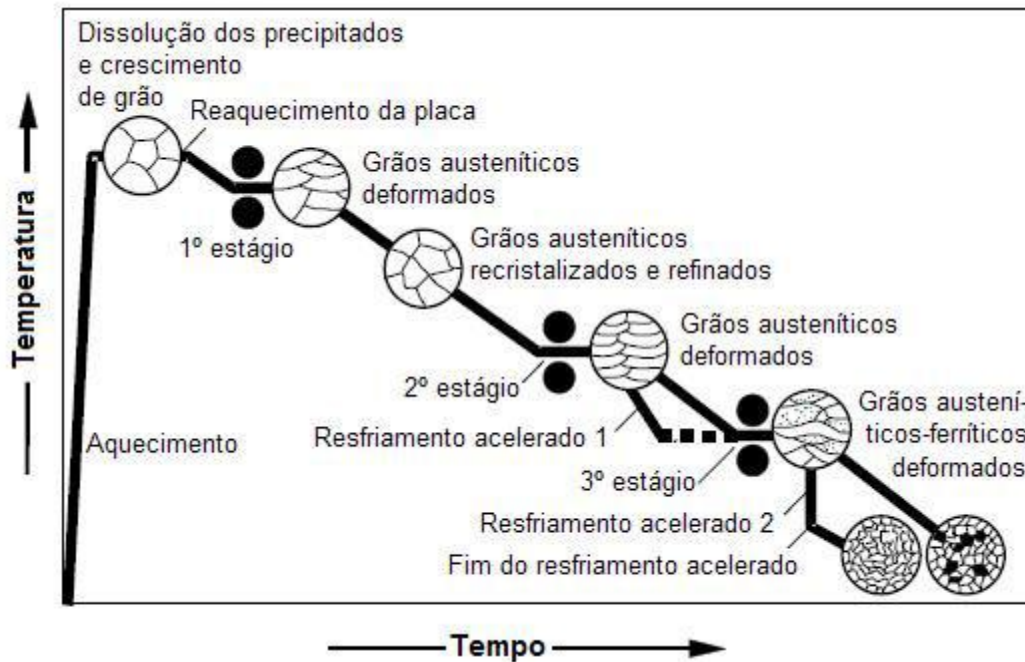 Dissolução dos precipitados
e crescimento
de grão
Reaquecimento da placa
Grãos austeníticos
deformados
1º estágio
Grãos austeníticos
recristalizados e refinados
Grãos austeníticos
deformados
2º estágio
Resfriamento acelerado 1
Grãos austení-
ticos-ferríticos
deformados
3º estágio
Aquecimento
Resfriamento acelerado 2
Fim do resfriamento acelerado
Temperatura
Tempo